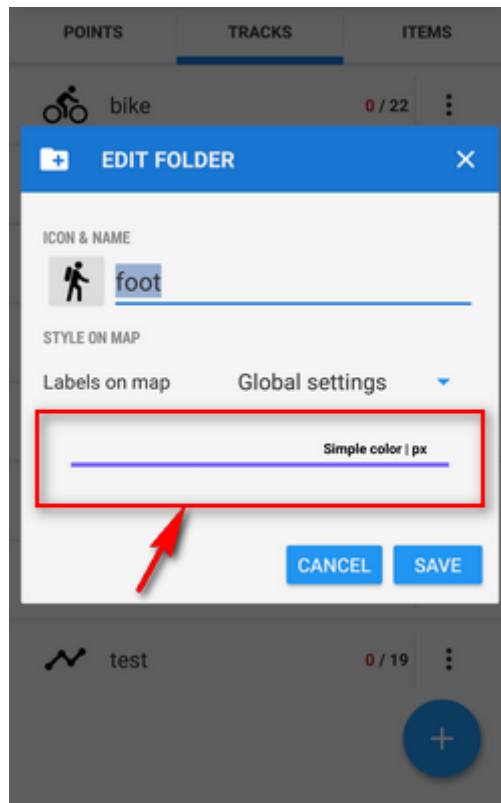 POINTS TRACKS ITEMS
bike 0 / 22
EDIT FOLDER
ICON & NAME
foot
STYLE ON MAP
Labels on map Global settings
Simple color | px
CANCEL SAVE
test 0 / 19